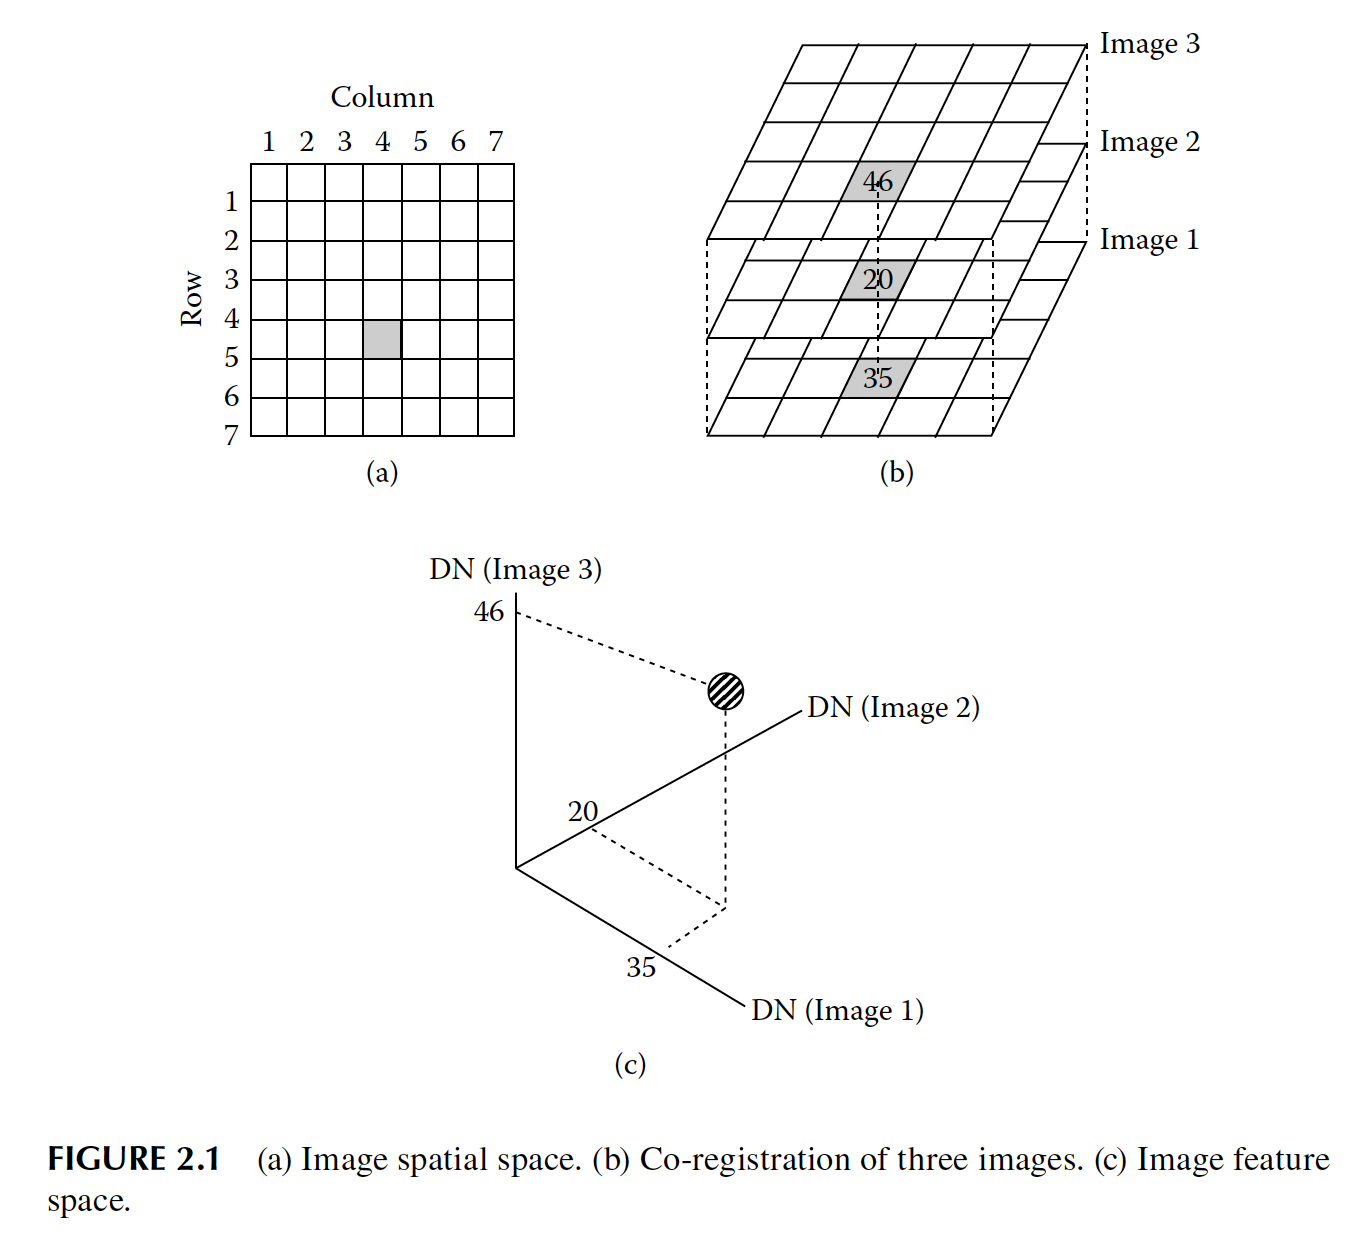 Column
1 2 3 4 5 6 7
Row
1
2
3
4
5
6
7
(a)
Image 3
Image 2
Image 1
46
20
35
(b)
DN (Image 3)
46
DN (Image 2)
20
35
DN (Image 1)
(c)
FIGURE 2.1 (a) Image spatial space. (b) Co-registration of three images. (c) Image feature
space.